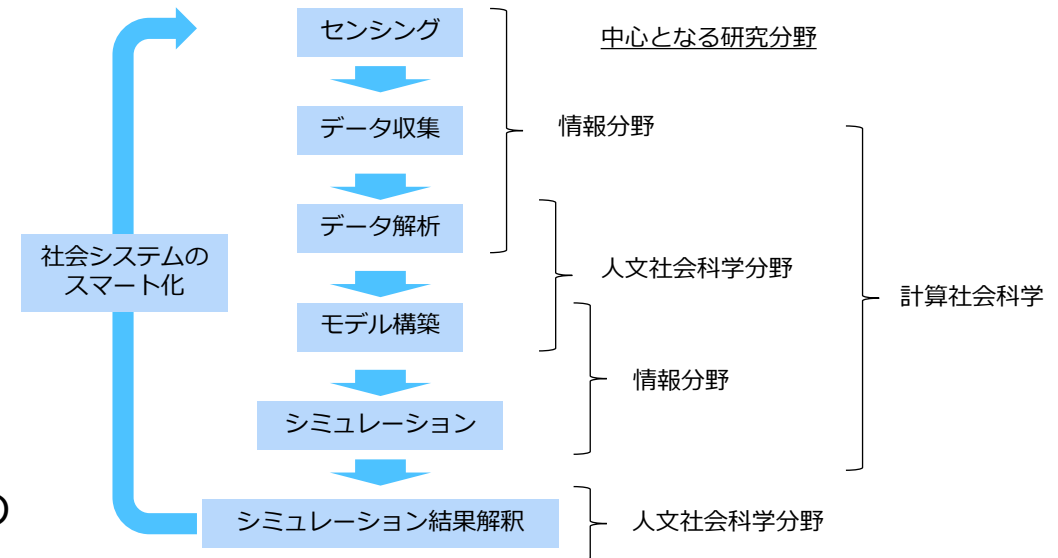 センシング
中心となる研究分野
データ収集
情報分野
データ解析
社会システムの
スマート化
人文社会科学分野
計算社会科学
モデル構築
情報分野
シミュレーション
の
シミュレーション結果解釈
人文社会科学分野